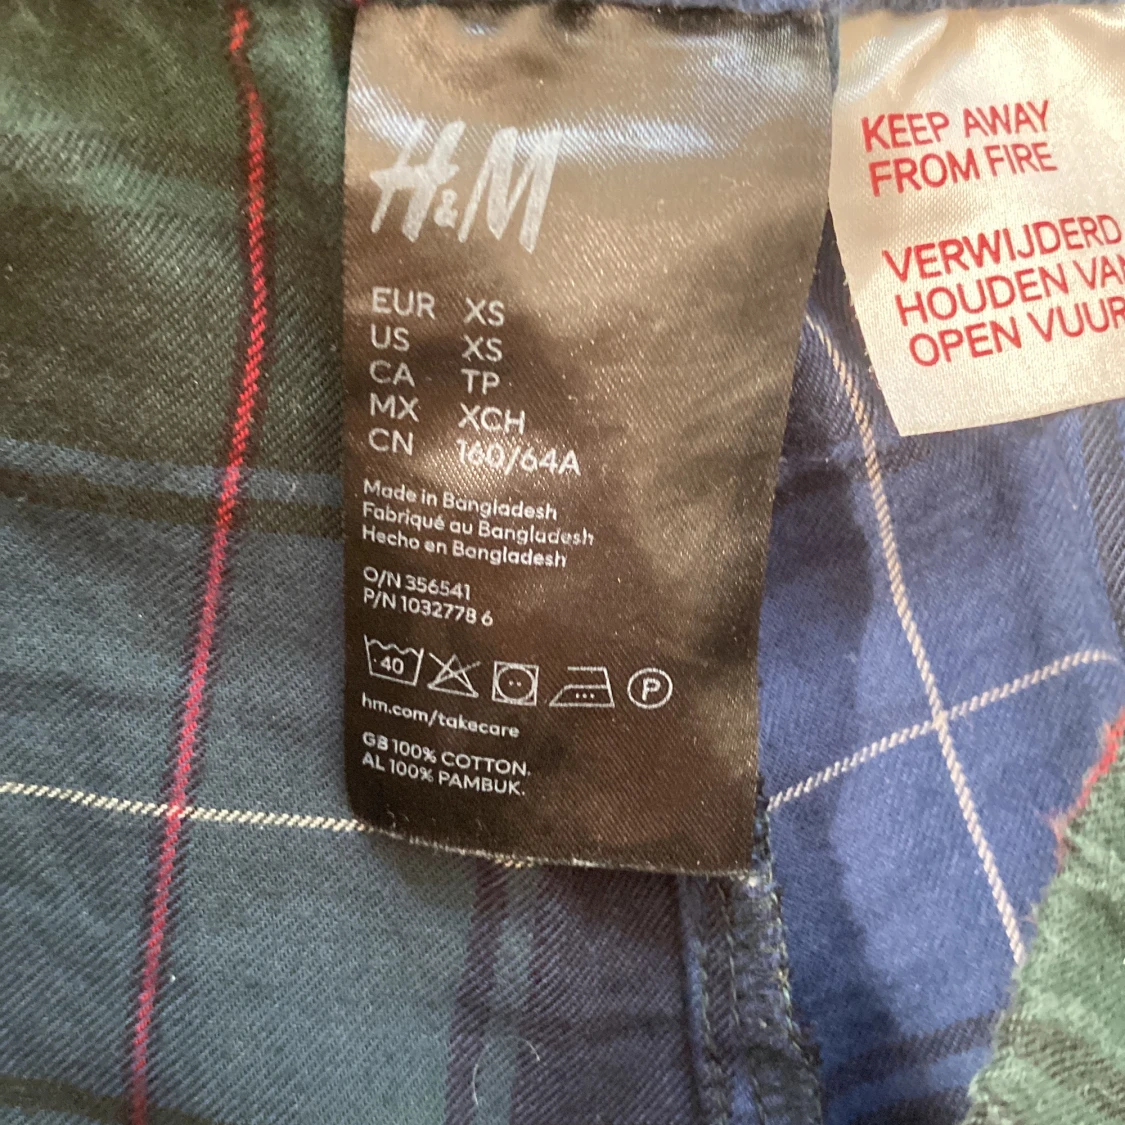 H&M
EUR XS
US XS
CA TP
MX XCH
CN 160/64A
Made in Bangladesh
Fabriqué au Bangladesh
Hecho en Bangladesh
O/N 356541
P/N 1032778 6
40
P
hm.com/takecare
GB 100% COTTON.
AL 100% PAMBUK.
KEEP AWAY
FROM FIRE
VERWIJDERD
HOUDEN VAN
OPEN VUUR